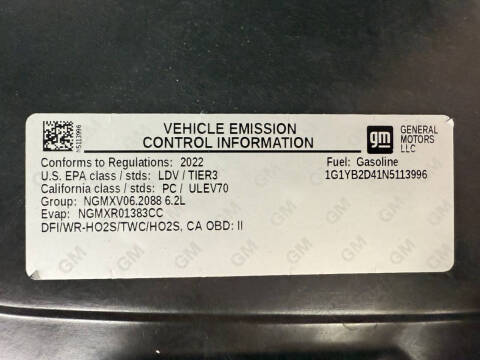 N5113996
VEHICLE EMISSION
CONTROL INFORMATION
gm
GENERAL
MOTORS
LLC
Conforms to Regulations: 2022
Fuel: Gasoline
U.S. EPA class / stds: LDV / TIER3
1G1YB2D41N5113996
California class / stds: PC / ULEV70
Group: NGMXV06.2088 6.2L
Evap: NGMXR01383CC
DFI/WR-HO2S/TWC/HO2S, CA OBD: II